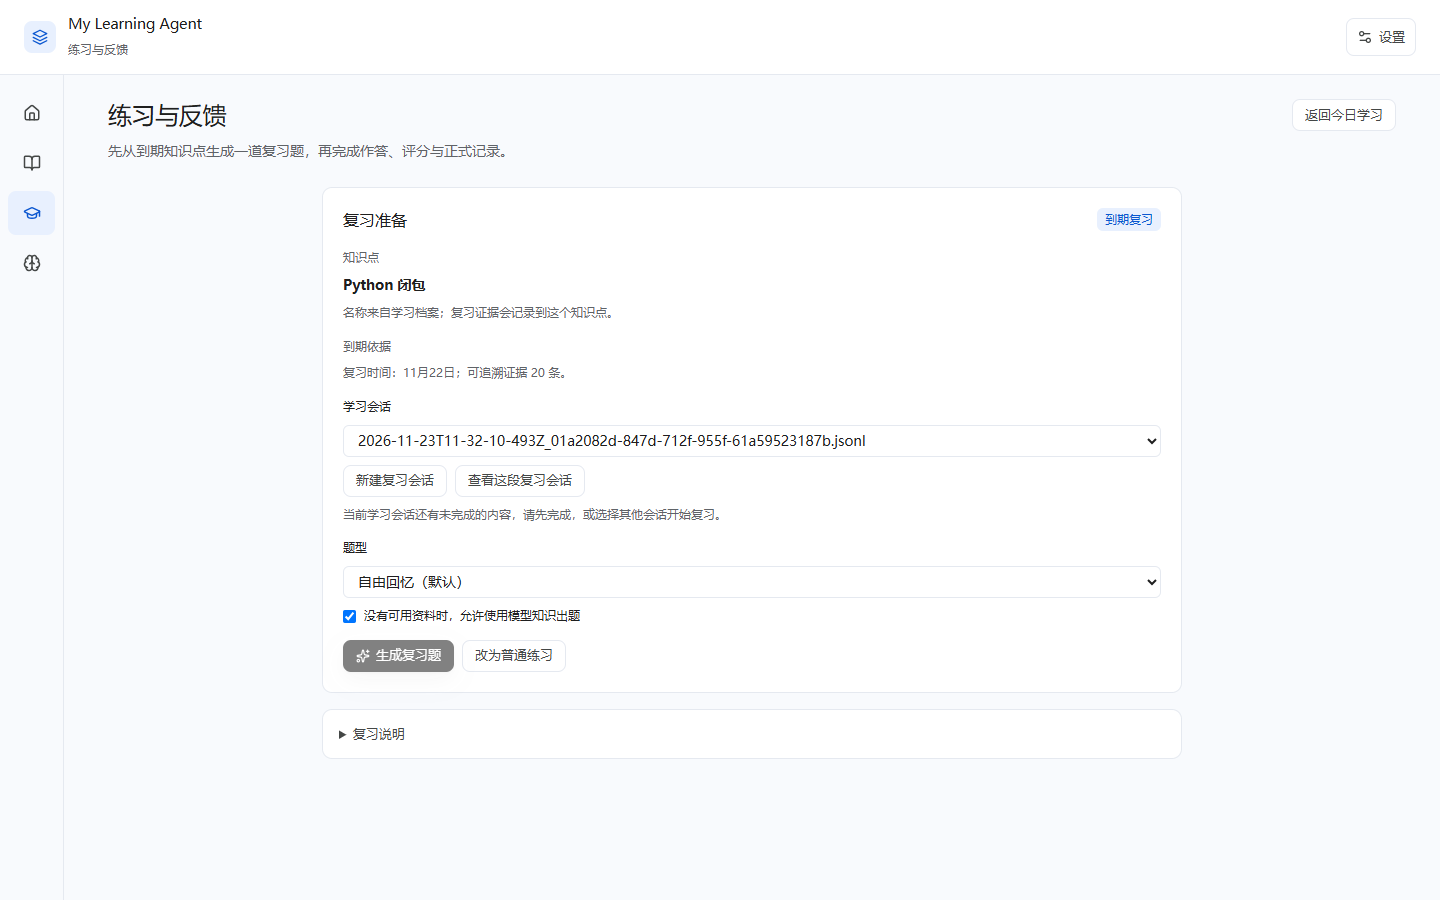 My Learning Agent
练习与反馈
设置
练习与反馈
返回今日学习
先从到期知识点生成一道复习题，再完成作答、评分与正式记录。
复习准备
到期复习
知识点
Python 闭包
名称来自学习档案；复习证据会记录到这个知识点。
到期依据
复习时间：11月22日；可追溯证据 20 条。
学习会话
2026-11-23T11-32-10-493Z_01a2082d-847d-712f-955f-61a59523187b.jsonl
新建复习会话
查看这段复习会话
当前学习会话还有未完成的内容，请先完成，或选择其他会话开始复习。
题型
自由回忆（默认）
没有可用资料时，允许使用模型知识出题
生成复习题
改为普通练习
复习说明